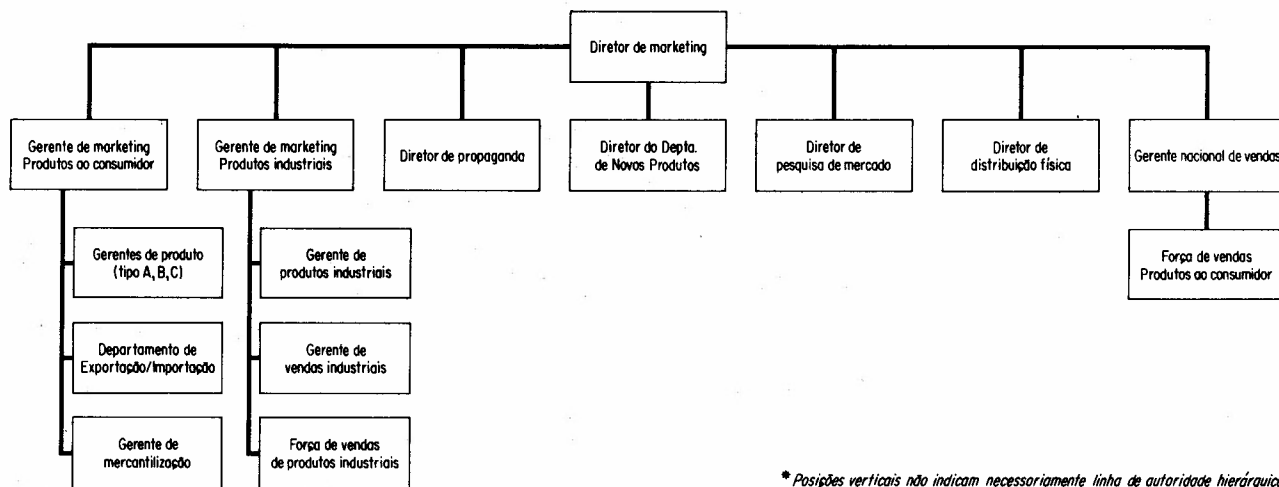 Diretor de marketing
Gerente de marketing
Produtos ao consumidor
Gerente de marketing
Produtos industriais
Diretor de propaganda
Diretor do Depta.
de Novos Produtos
Diretor de
pesquisa de mercado
Diretor de
distribuição física
Gerente nacional de vendas
Gerentes de produto
(tipo A, B, C)
Gerente de
produtos industriais
Força de vendas
Produtos ao consumidor
Departamento de
Exportação/Importação
Gerente de
vendas industriais
Gerente de
mercantilização
Força de vendas
de produtos industriais
* Posições verticais não indicam necessariamente linha de autoridade hierárquic